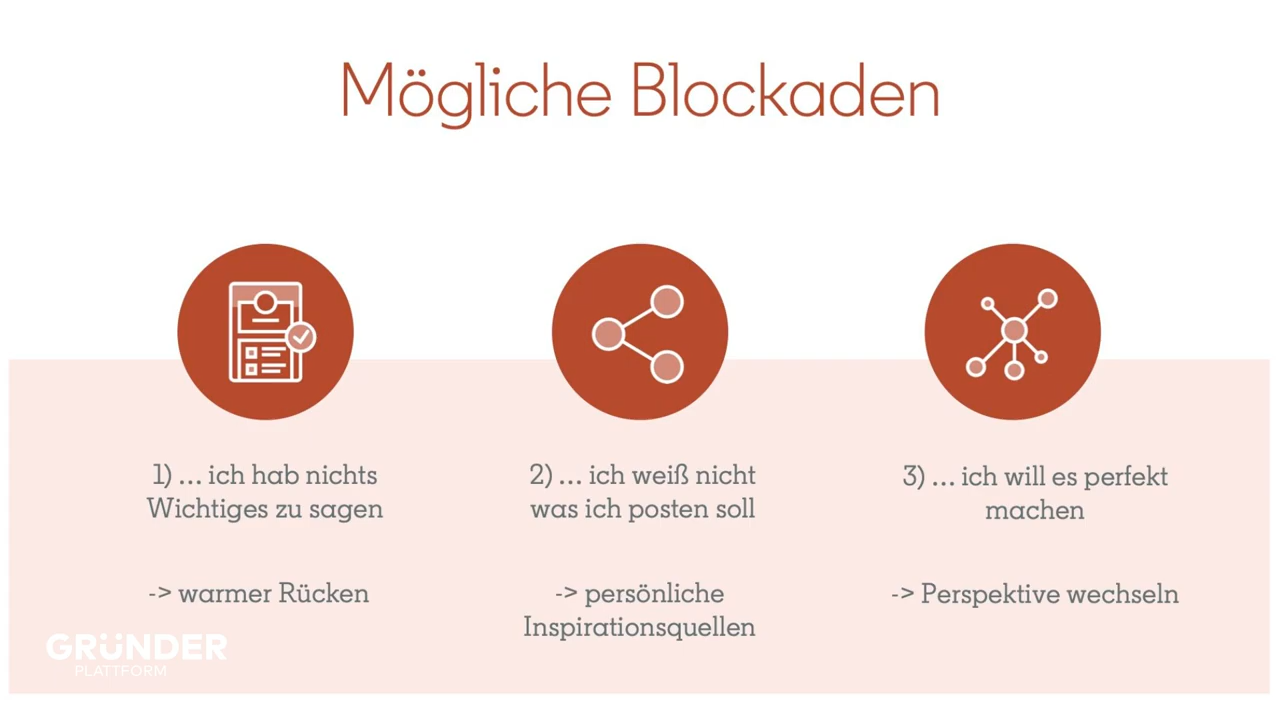 Mögliche Blockaden
1) ... ich hab nichts
Wichtiges zu sagen
-> warmer Rücken
2) ... ich weiß nicht
was ich posten soll
-> persönliche
Inspirationsquellen
3) ... ich will es perfekt
machen
-> Perspektive wechseln
GRÜNDER
PLATTFORM